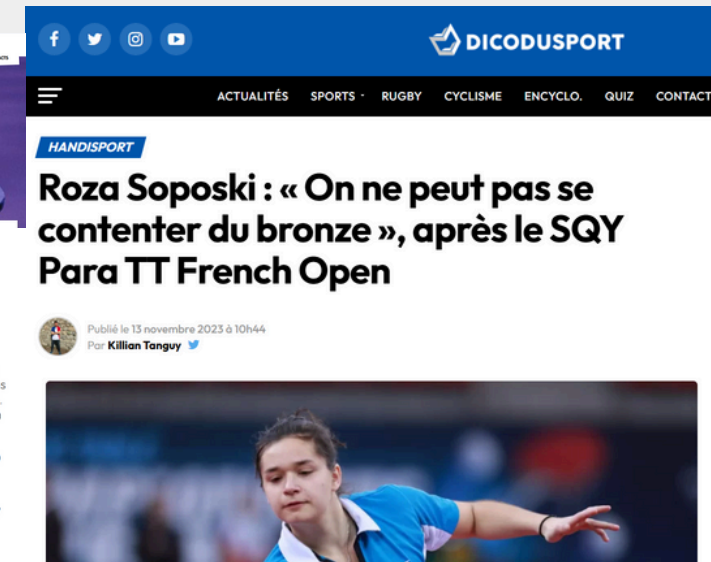 DICODUSPORT
ACTUALITÉS SPORTS RUGBY CYCLISME ENCYCLO. QUIZ CONTACT
HANDISPORT
Roza Soposki : « On ne peut pas se
contenter du bronze », après le SQY
Para TT French Open
Publié le 13 novembre 2023 à 10h44
Par Killian Tanguy